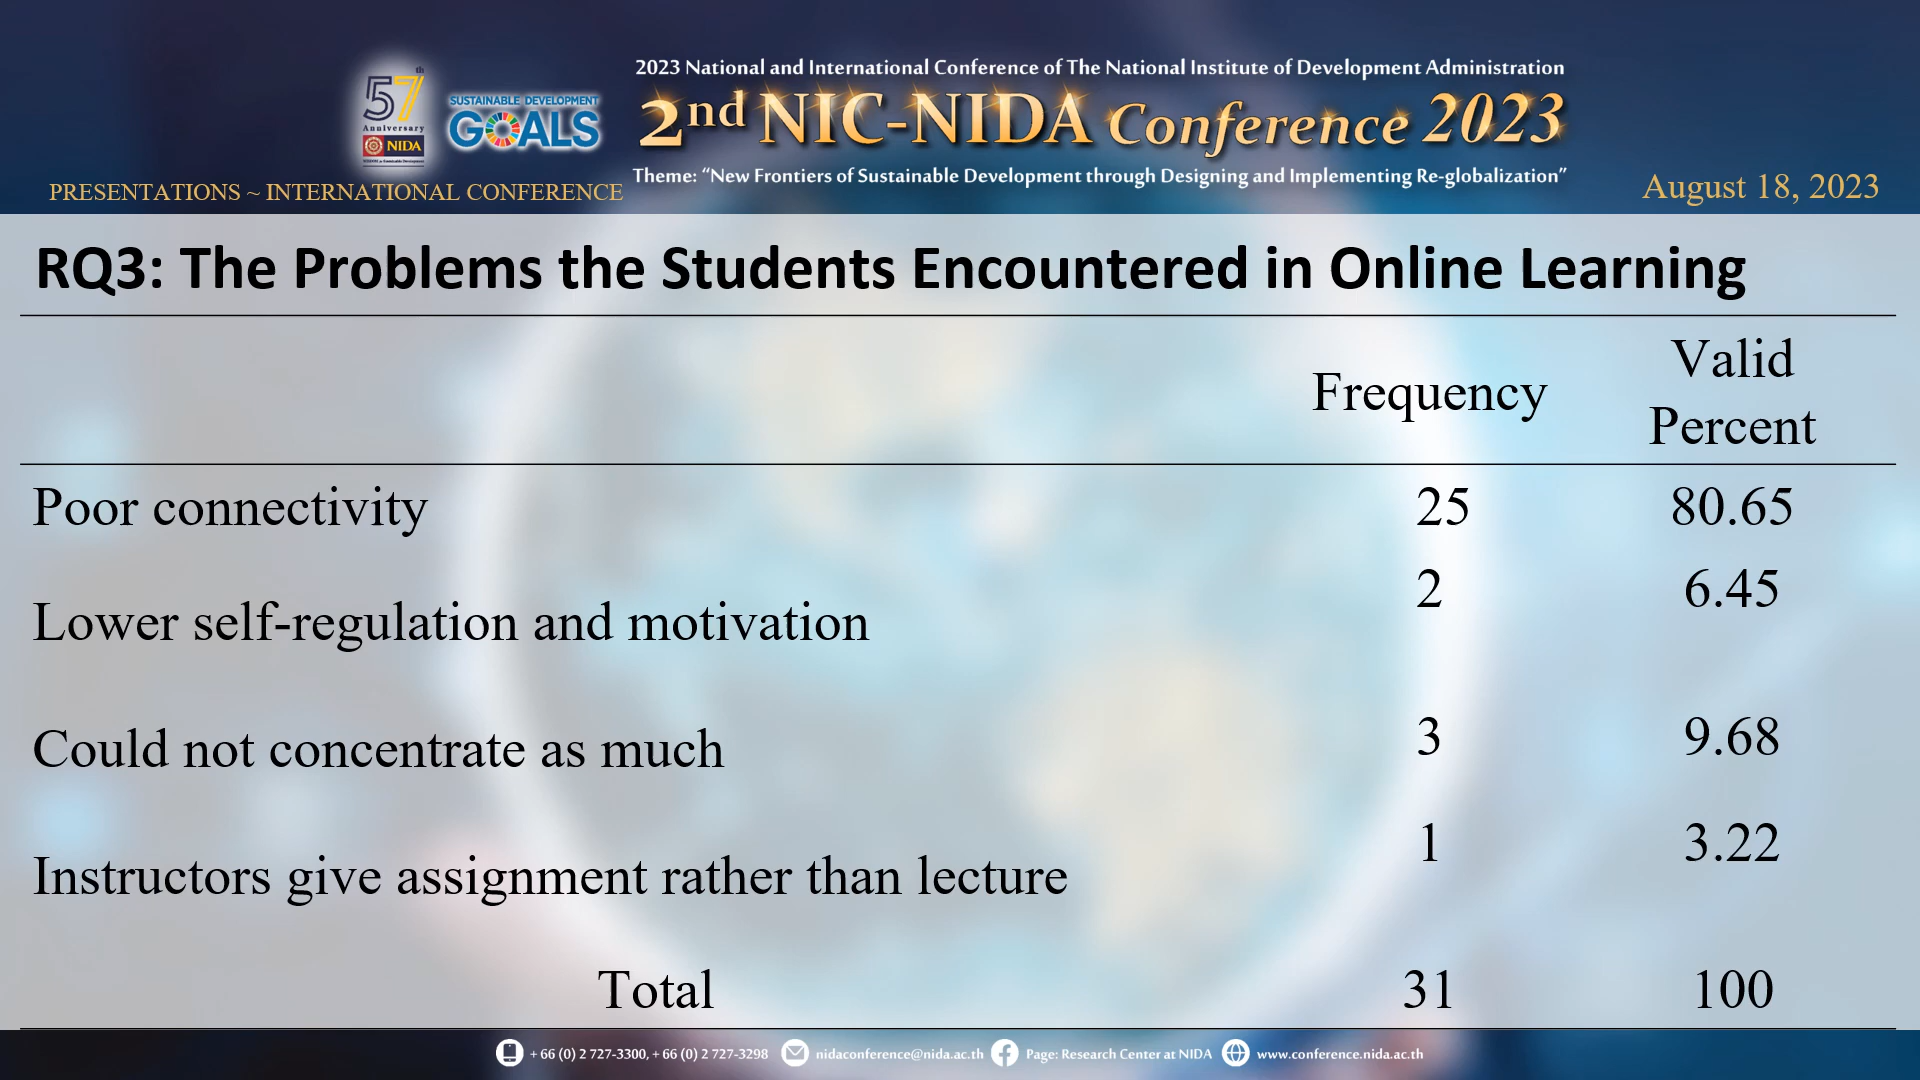 57th
Anniversary
NIDA
SUSTAINABLE DEVELOPMENT
GOALS
2023 National and International Conference of The National Institute of Development Administration
2nd NIC-NIDA Conference 2023
Theme: “New Frontiers of Sustainable Development through Designing and Implementing Re-globalization”
PRESENTATIONS ~ INTERNATIONAL CONFERENCE
August 18, 2023
RQ3: The Problems the Students Encountered in Online Learning
Frequency Valid Percent
Poor connectivity 25 80.65
Lower self-regulation and motivation 2 6.45
Could not concentrate as much 3 9.68
Instructors give assignment rather than lecture 1 3.22
Total 31 100
+ 66 (0) 2 727-3300, + 66 (0) 2 727-3298 nidaconference@nida.ac.th Page: Research Center at NIDA www.conference.nida.ac.th